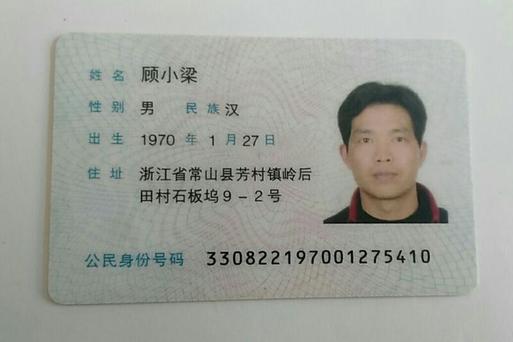 姓名 顾小梁
性别 男 民族 汉
出生 1970 年 1 月 27 日
住址 浙江省常山县芳村镇岭后
田村石板坞９－２号
公民身份号码 330822197001275410